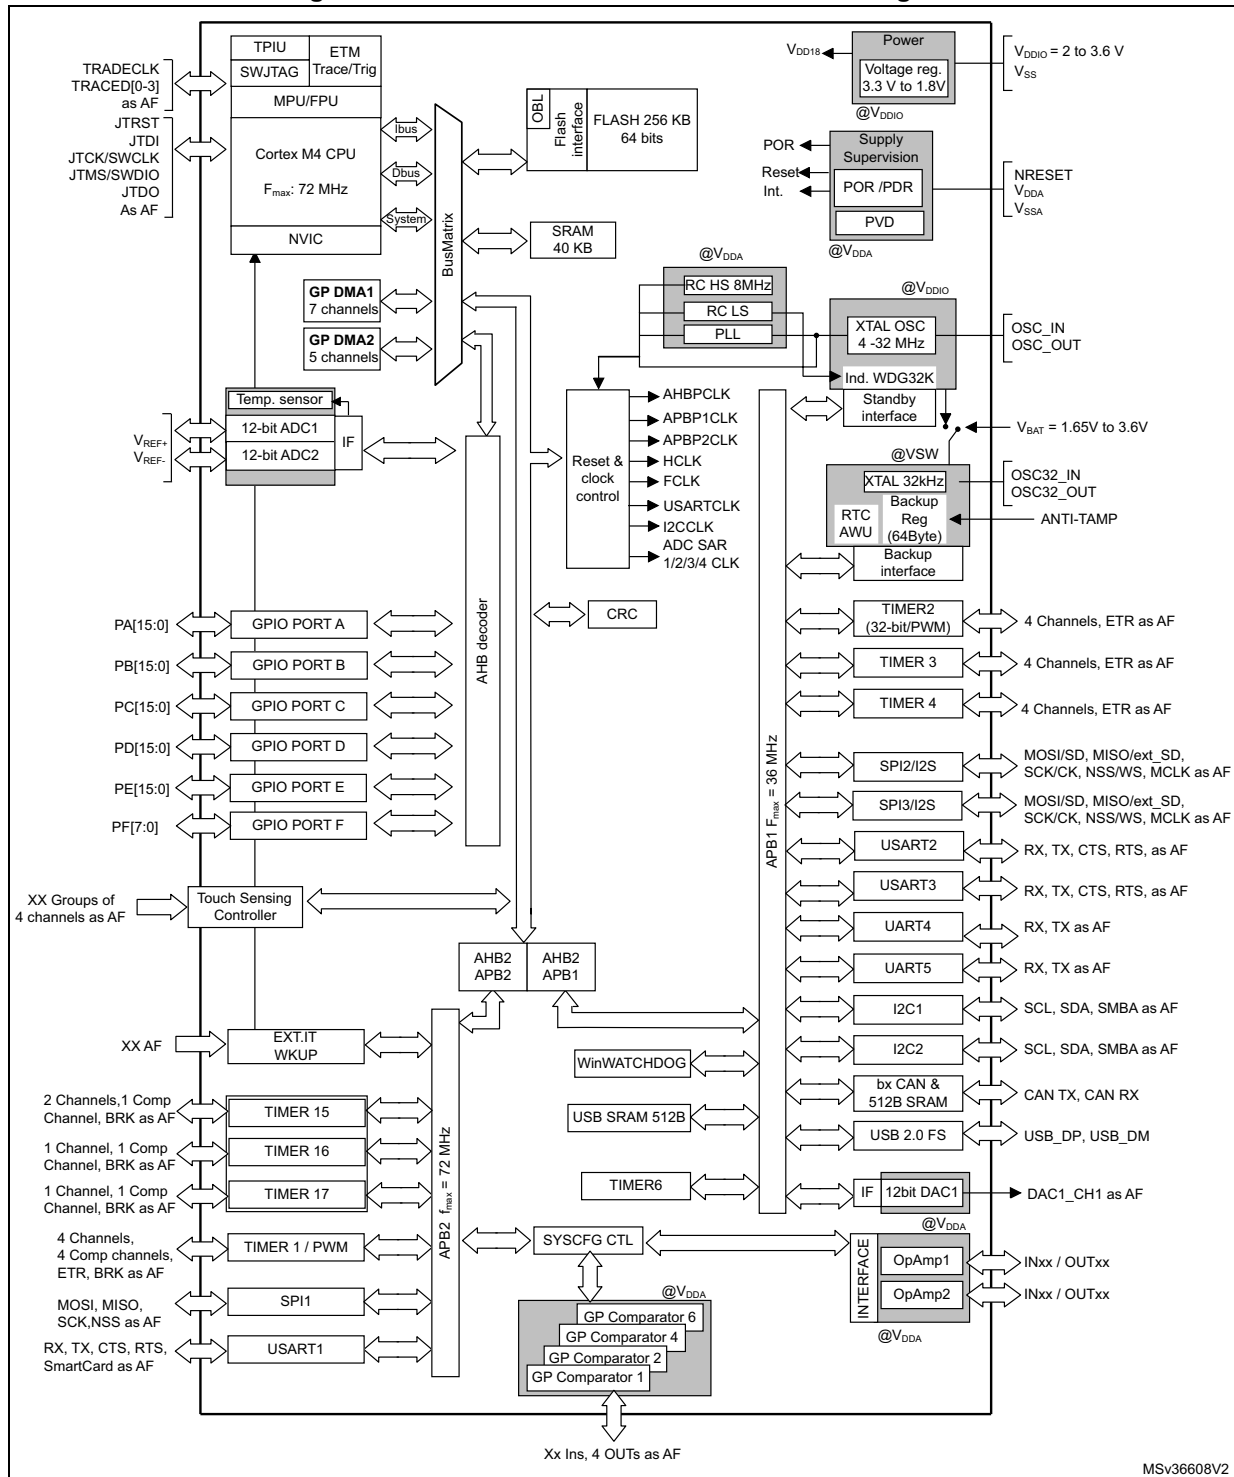 TPIU
ETM
Trace/Trig
SWJTAG
MPU/FPU
Cortex M4 CPU
Fmax: 72 MHz
NVIC
TRADECLK
TRACED[0-3]
as AF
JTRST
JTDI
JTCK/SWCLK
JTMS/SWDIO
JTDO
As AF
Ibus
Dbus
System
BusMatrix
OBL
Flash
interface
FLASH 256 KB
64 bits
SRAM
40 KB
GP DMA1
7 channels
GP DMA2
5 channels
VDD18
Power
Voltage reg.
3.3 V to 1.8V
@VDDIO
VDDIO = 2 to 3.6 V
VSS
POR
Reset
Int.
Supply
Supervision
POR /PDR
PVD
@VDDA
NRESET
VDDA
VSSA
@VDDA
RC HS 8MHz
RC LS
PLL
@VDDIO
XTAL OSC
4 -32 MHz
Ind. WDG32K
Standby
interface
OSC_IN
OSC_OUT
VBAT = 1.65V to 3.6V
@VSW
XTAL 32kHz
RTC
AWU
Backup
Reg
(64Byte)
Backup
interface
OSC32_IN
OSC32_OUT
ANTI-TAMP
Reset &
clock
control
AHBPCLK
APBP1CLK
APBP2CLK
HCLK
FCLK
USARTCLK
I2CCLK
ADC SAR
1/2/3/4 CLK
Temp. sensor
12-bit ADC1
12-bit ADC2
IF
VREF+
VREF-
AHB decoder
CRC
PA[15:0]
GPIO PORT A
PB[15:0]
GPIO PORT B
PC[15:0]
GPIO PORT C
PD[15:0]
GPIO PORT D
PE[15:0]
GPIO PORT E
PF[7:0]
GPIO PORT F
XX Groups of
4 channels as AF
Touch Sensing
Controller
AHB2
APB2
AHB2
APB1
XX AF
EXT.IT
WKUP
2 Channels,1 Comp
Channel, BRK as AF
TIMER 15
1 Channel, 1 Comp
Channel, BRK as AF
TIMER 16
1 Channel, 1 Comp
Channel, BRK as AF
TIMER 17
4 Channels,
4 Comp channels,
ETR, BRK as AF
TIMER 1 / PWM
MOSI, MISO,
SCK,NSS as AF
SPI1
RX, TX, CTS, RTS,
SmartCard as AF
USART1
APB2 fmax = 72 MHz
WinWATCHDOG
USB SRAM 512B
TIMER6
SYSCFG CTL
@VDDA
GP Comparator 6
GP Comparator 4
GP Comparator 2
GP Comparator 1
Xx Ins, 4 OUTs as AF
APB1 Fmax = 36 MHz
TIMER2
(32-bit/PWM)
4 Channels, ETR as AF
TIMER 3
4 Channels, ETR as AF
TIMER 4
4 Channels, ETR as AF
SPI2/I2S
MOSI/SD, MISO/ext_SD,
SCK/CK, NSS/WS, MCLK as AF
SPI3/I2S
MOSI/SD, MISO/ext_SD,
SCK/CK, NSS/WS, MCLK as AF
USART2
RX, TX, CTS, RTS, as AF
USART3
RX, TX, CTS, RTS, as AF
UART4
RX, TX as AF
UART5
RX, TX as AF
I2C1
SCL, SDA, SMBA as AF
I2C2
SCL, SDA, SMBA as AF
bx CAN &
512B SRAM
CAN TX, CAN RX
USB 2.0 FS
USB_DP, USB_DM
IF
12bit DAC1
DAC1_CH1 as AF
@VDDA
INTERFACE
OpAmp1
INxx / OUTxx
OpAmp2
INxx / OUTxx
@VDDA
MSv36608V2